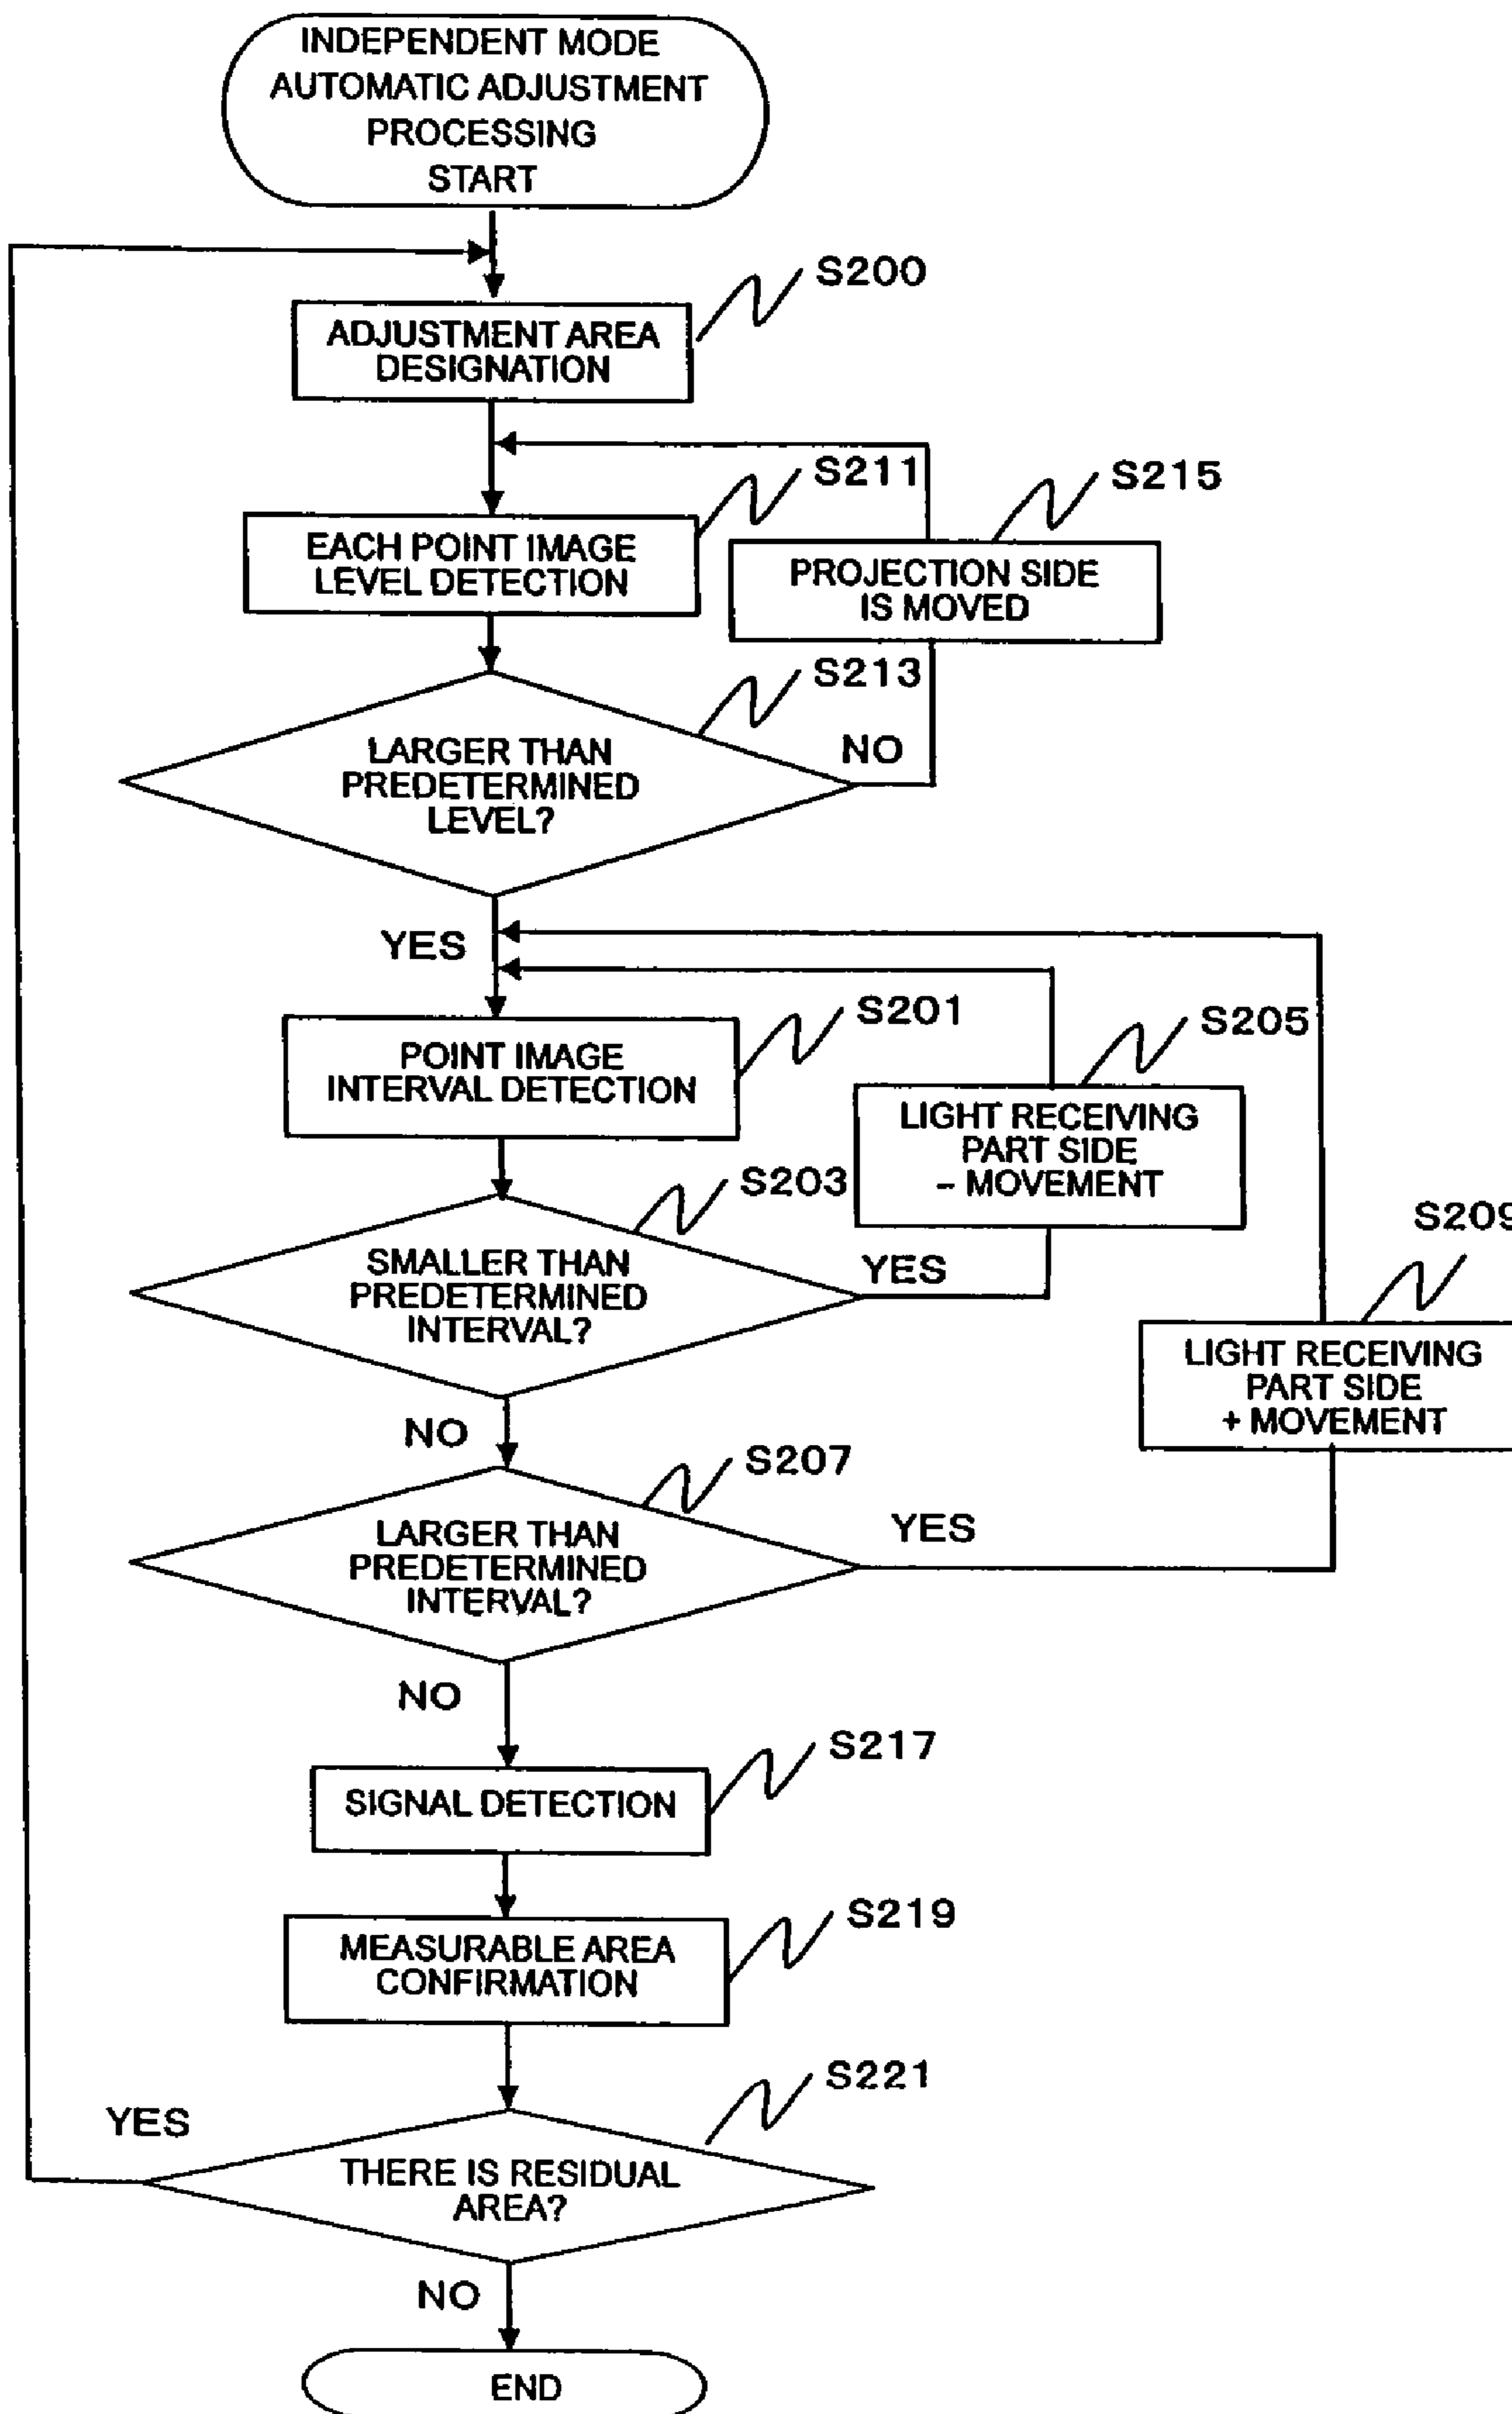 INDEPENDENT MODE
AUTOMATIC ADJUSTMENT
PROCESSING
START
S200
ADJUSTMENT AREA
DESIGNATION
S211
EACH POINT IMAGE
LEVEL DETECTION
S215
PROJECTION SIDE
IS MOVED
S213
LARGER THAN
PREDETERMINED
LEVEL?
NO
YES
S201
POINT IMAGE
INTERVAL DETECTION
S205
LIGHT RECEIVING
PART SIDE
– MOVEMENT
S203
SMALLER THAN
PREDETERMINED
INTERVAL?
YES
S209
LIGHT RECEIVING
PART SIDE
+ MOVEMENT
NO
S207
LARGER THAN
PREDETERMINED
INTERVAL?
YES
NO
S217
SIGNAL DETECTION
S219
MEASURABLE AREA
CONFIRMATION
S221
YES
THERE IS RESIDUAL
AREA?
NO
END